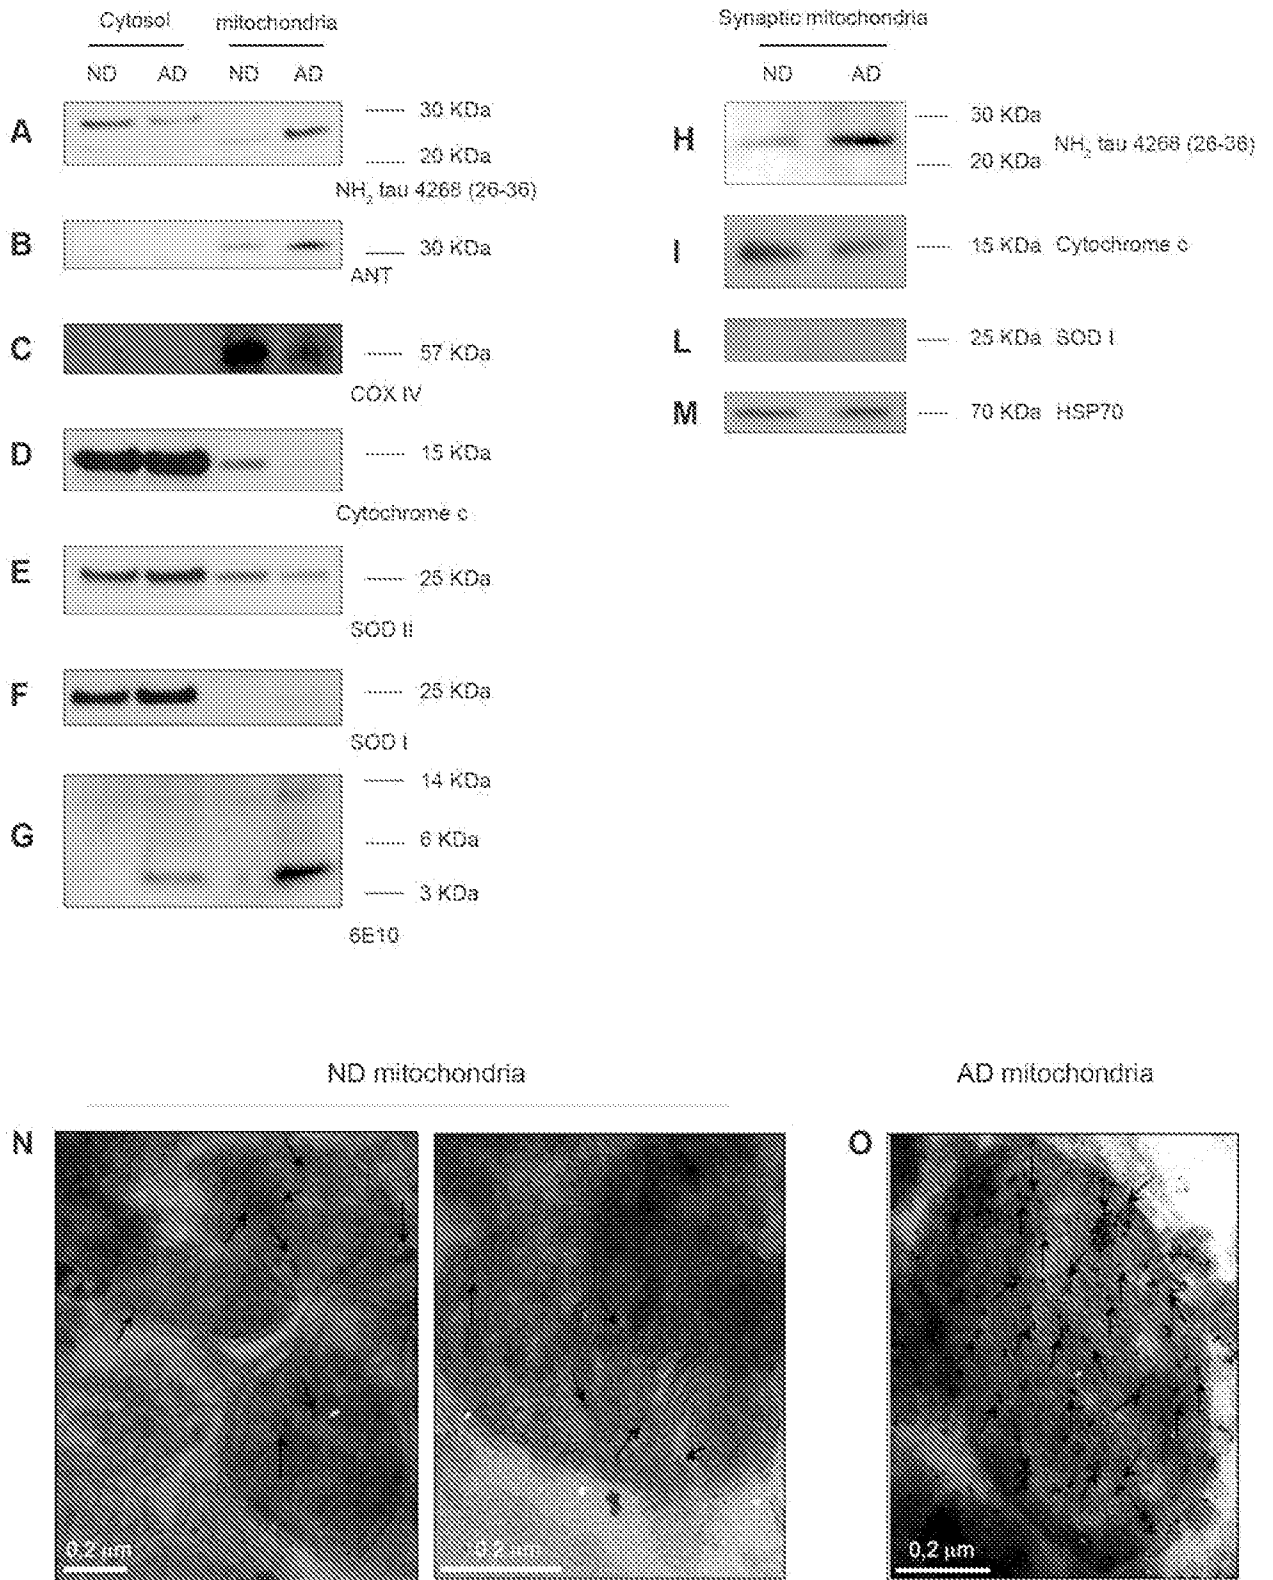 Cytosol mitochondria
ND AD ND AD
A 30 KDa
20 KDa
NH2 tau 4268 (26-36)
B 30 KDa
ANT
C 57 KDa
COX IV
D 15 KDa
Cytochrome c
E 25 KDa
SOD II
F 25 KDa
SOD I
G 14 KDa
6 KDa
3 KDa
6E10
Synaptic mitochondria
ND AD
H 30 KDa
20 KDa
NH2 tau 4268 (26-36)
I 15 KDa Cytochrome c
L 25 KDa SOD I
M 70 KDa HSP70
ND mitochondria
AD mitochondria
N
O
0,2 µm
0,2 µm
0,2 µm